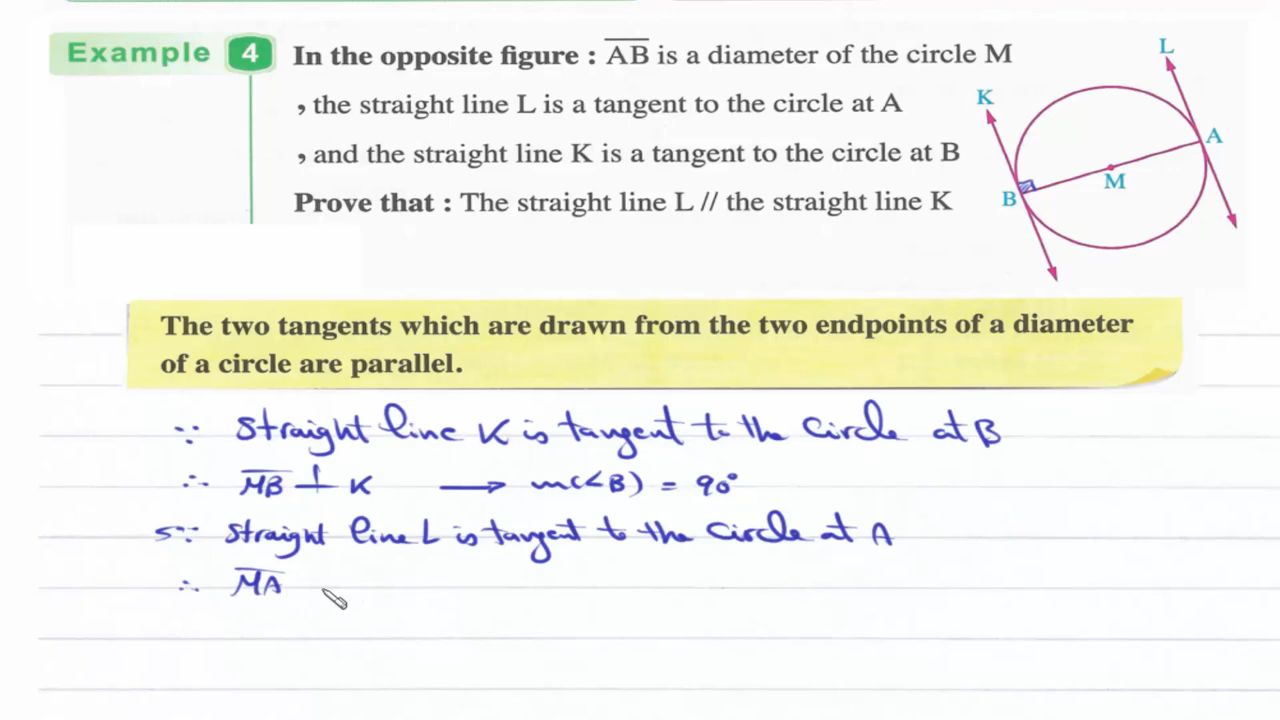 Example 4 In the opposite figure : AB is a diameter of the circle M
, the straight line L is a tangent to the circle at A
, and the straight line K is a tangent to the circle at B
Prove that : The straight line L // the straight line K
L
K
A
M
B
The two tangents which are drawn from the two endpoints of a diameter
of a circle are parallel.
∵ straight line K is tangent to the circle at B
∴ MB ⊥ K ⟶ m(∠B) = 90°
, ∵ straight line L is tangent to the circle at A
∴ MA